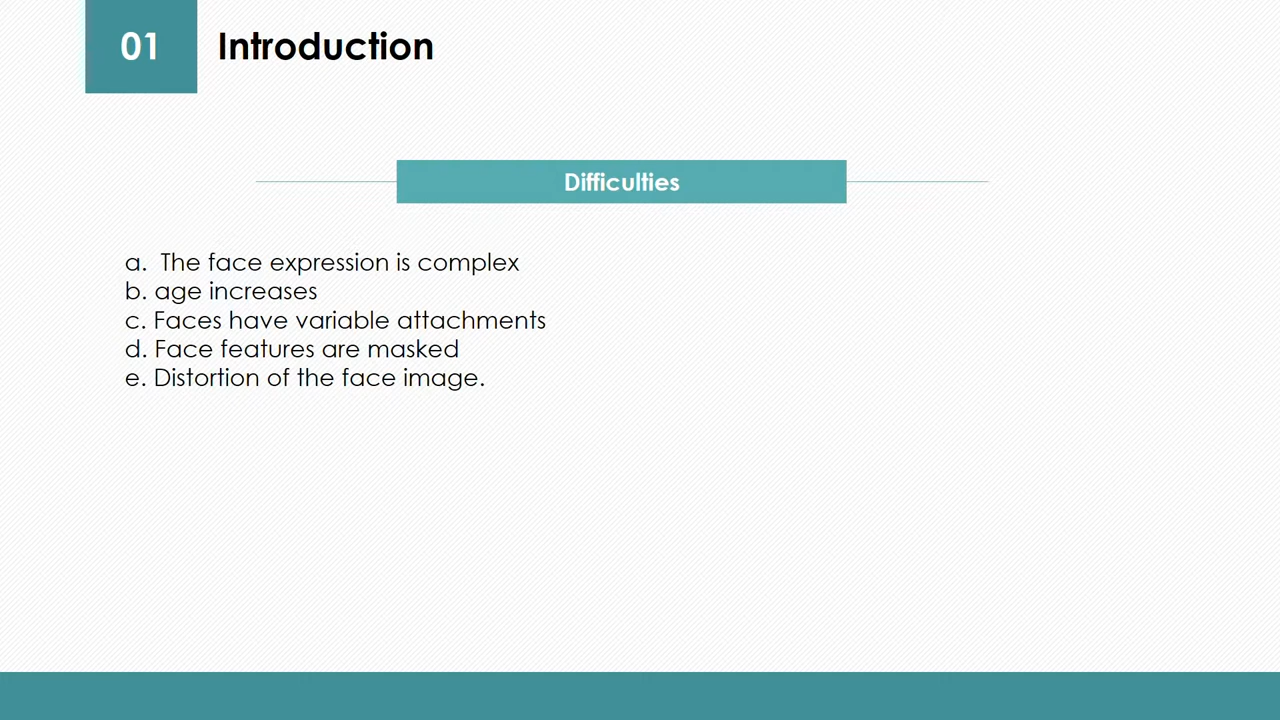 01
Introduction
Difficulties
a.  The face expression is complex
b. age increases
c. Faces have variable attachments
d. Face features are masked
e. Distortion of the face image.